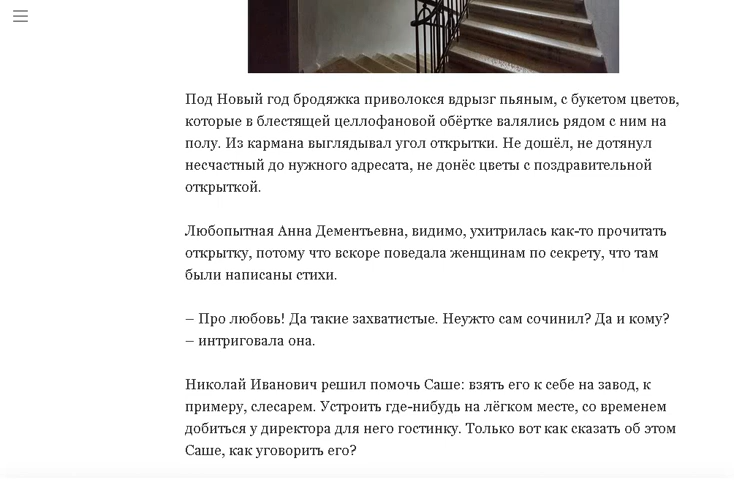 Под Новый год бродяжка приволокся вдрызг пьяным, с букетом цветов,
которые в блестящей целлофановой обёртке валялись рядом с ним на
полу. Из кармана выглядывал угол открытки. Не дошёл, не дотянул
несчастный до нужного адресата, не донёс цветы с поздравительной
открыткой.
Любопытная Анна Дементьевна, видимо, ухитрилась как-то прочитать
открытку, потому что вскоре поведала женщинам по секрету, что там
были написаны стихи.
– Про любовь! Да такие захватистые. Неужто сам сочинил? Да и кому?
– интриговала она.
Николай Иванович решил помочь Саше: взять его к себе на завод, к
примеру, слесарем. Устроить где-нибудь на лёгком месте, со временем
добиться у директора для него гостинку. Только вот как сказать об этом
Саше, как уговорить его?